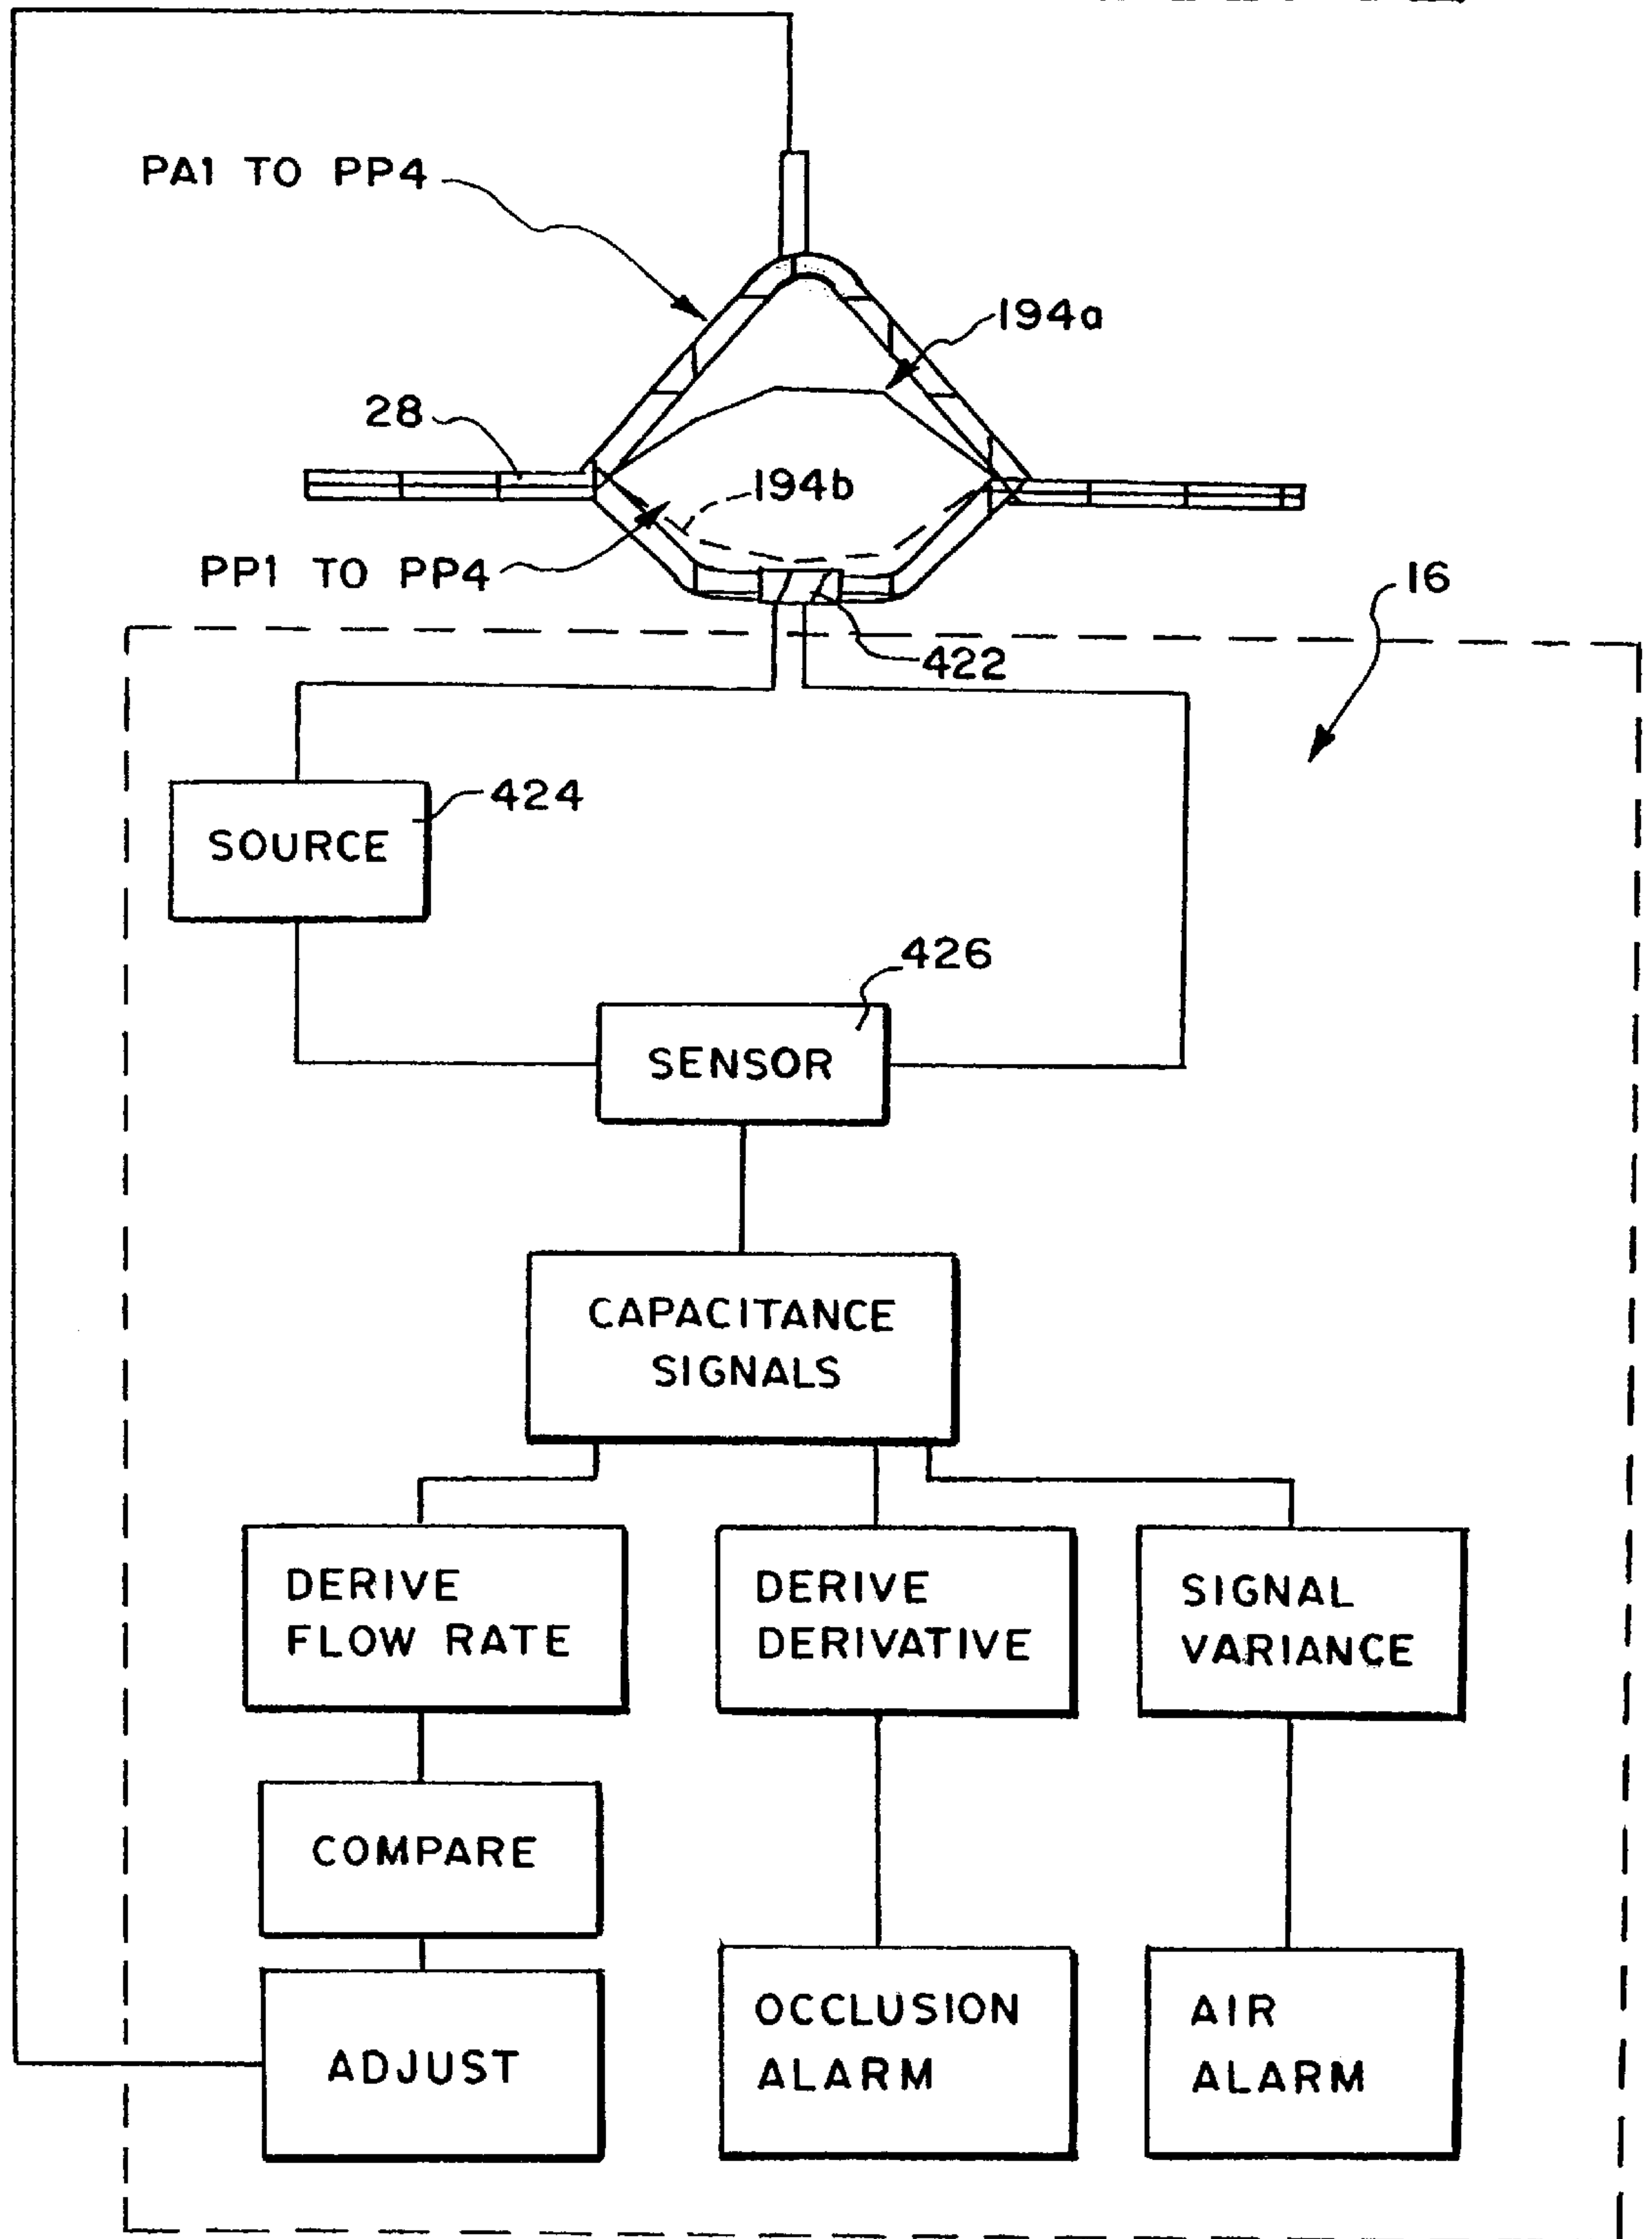 PA1 TO PP4
194a
28
194b
PP1 TO PP4
16
422
424
SOURCE
426
SENSOR
CAPACITANCE
SIGNALS
DERIVE
FLOW RATE
DERIVE
DERIVATIVE
SIGNAL
VARIANCE
COMPARE
ADJUST
OCCLUSION
ALARM
AIR
ALARM